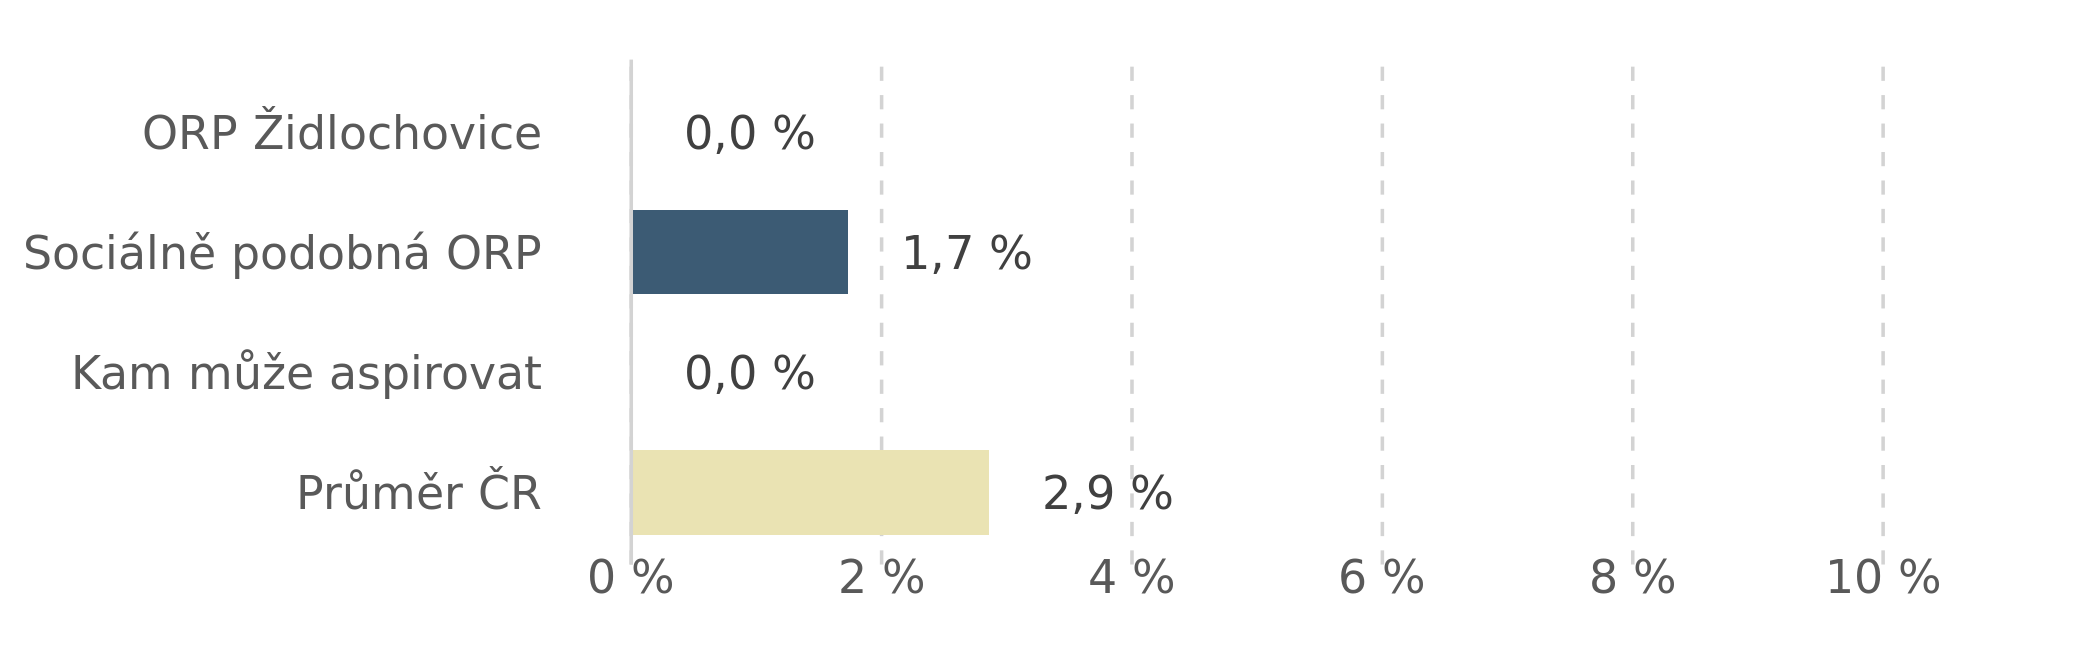 ORP Židlochovice 0,0 %
Sociálně podobná ORP 1,7 %
Kam může aspirovat 0,0 %
Průměr ČR 2,9 %
0 % 2 % 4 % 6 % 8 % 10 %